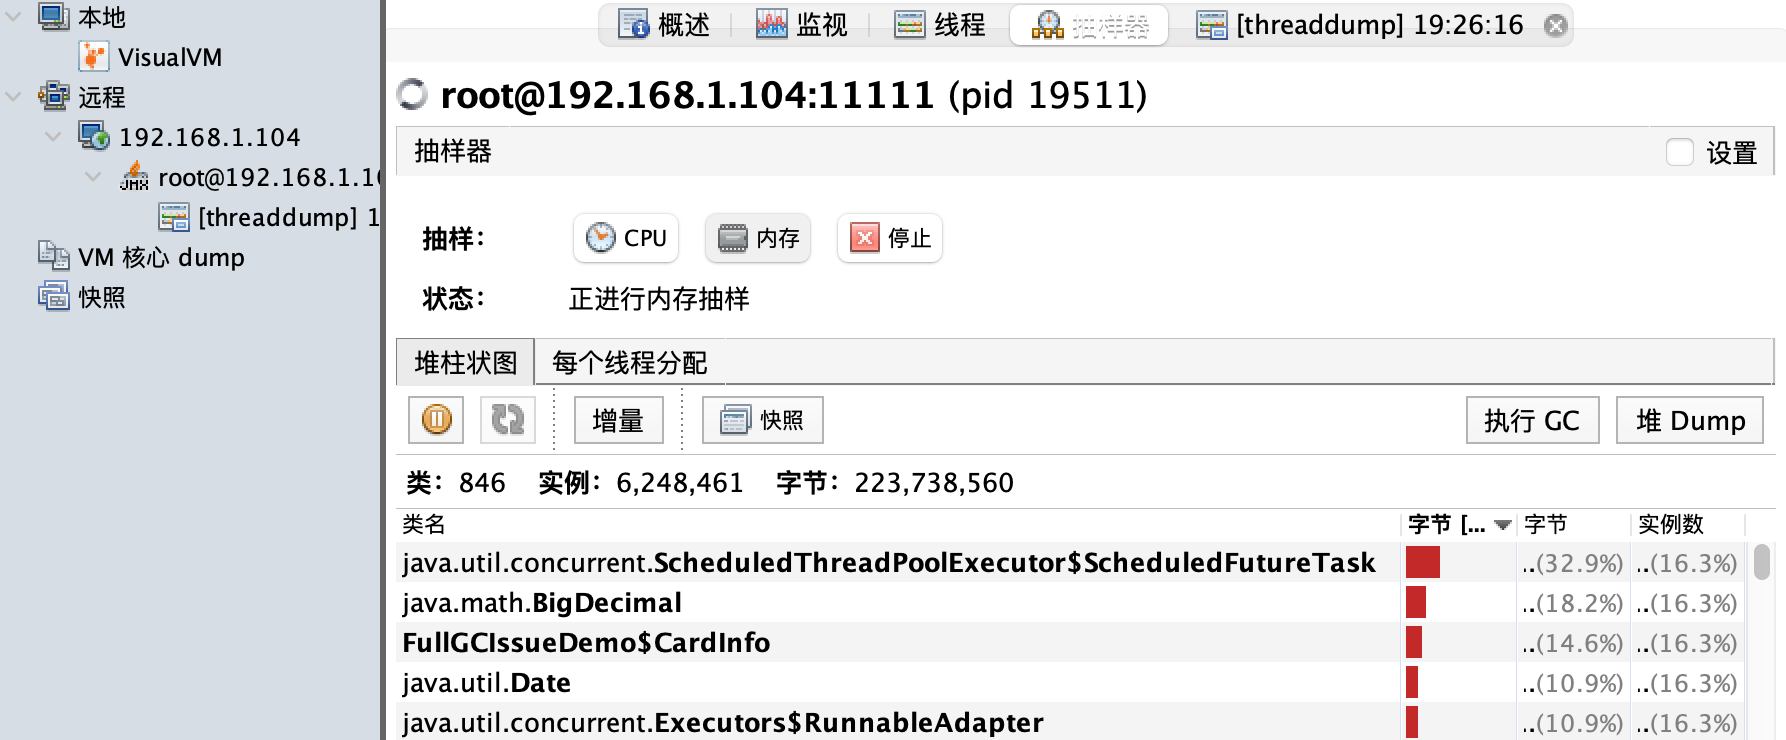 本地
VisualVM
远程
192.168.1.104
JMX root@192.168.1.10
[threaddump] 1
VM 核心 dump
快照
概述 监视 线程 抽样器 [threaddump] 19:26:16
root@192.168.1.104:11111 (pid 19511)
抽样器 设置
抽样： CPU 内存 停止
状态： 正进行内存抽样
堆柱状图 每个线程分配
增量 快照 执行 GC 堆 Dump
类： 846 实例： 6,248,461 字节： 223,738,560
类名 字节 [... 字节 实例数
java.util.concurrent.ScheduledThreadPoolExecutor$ScheduledFutureTask ..(32.9%) ..(16.3%)
java.math.BigDecimal ..(18.2%) ..(16.3%)
FullGCIssueDemo$CardInfo ..(14.6%) ..(16.3%)
java.util.Date ..(10.9%) ..(16.3%)
java.util.concurrent.Executors$RunnableAdapter ..(10.9%) ..(16.3%)